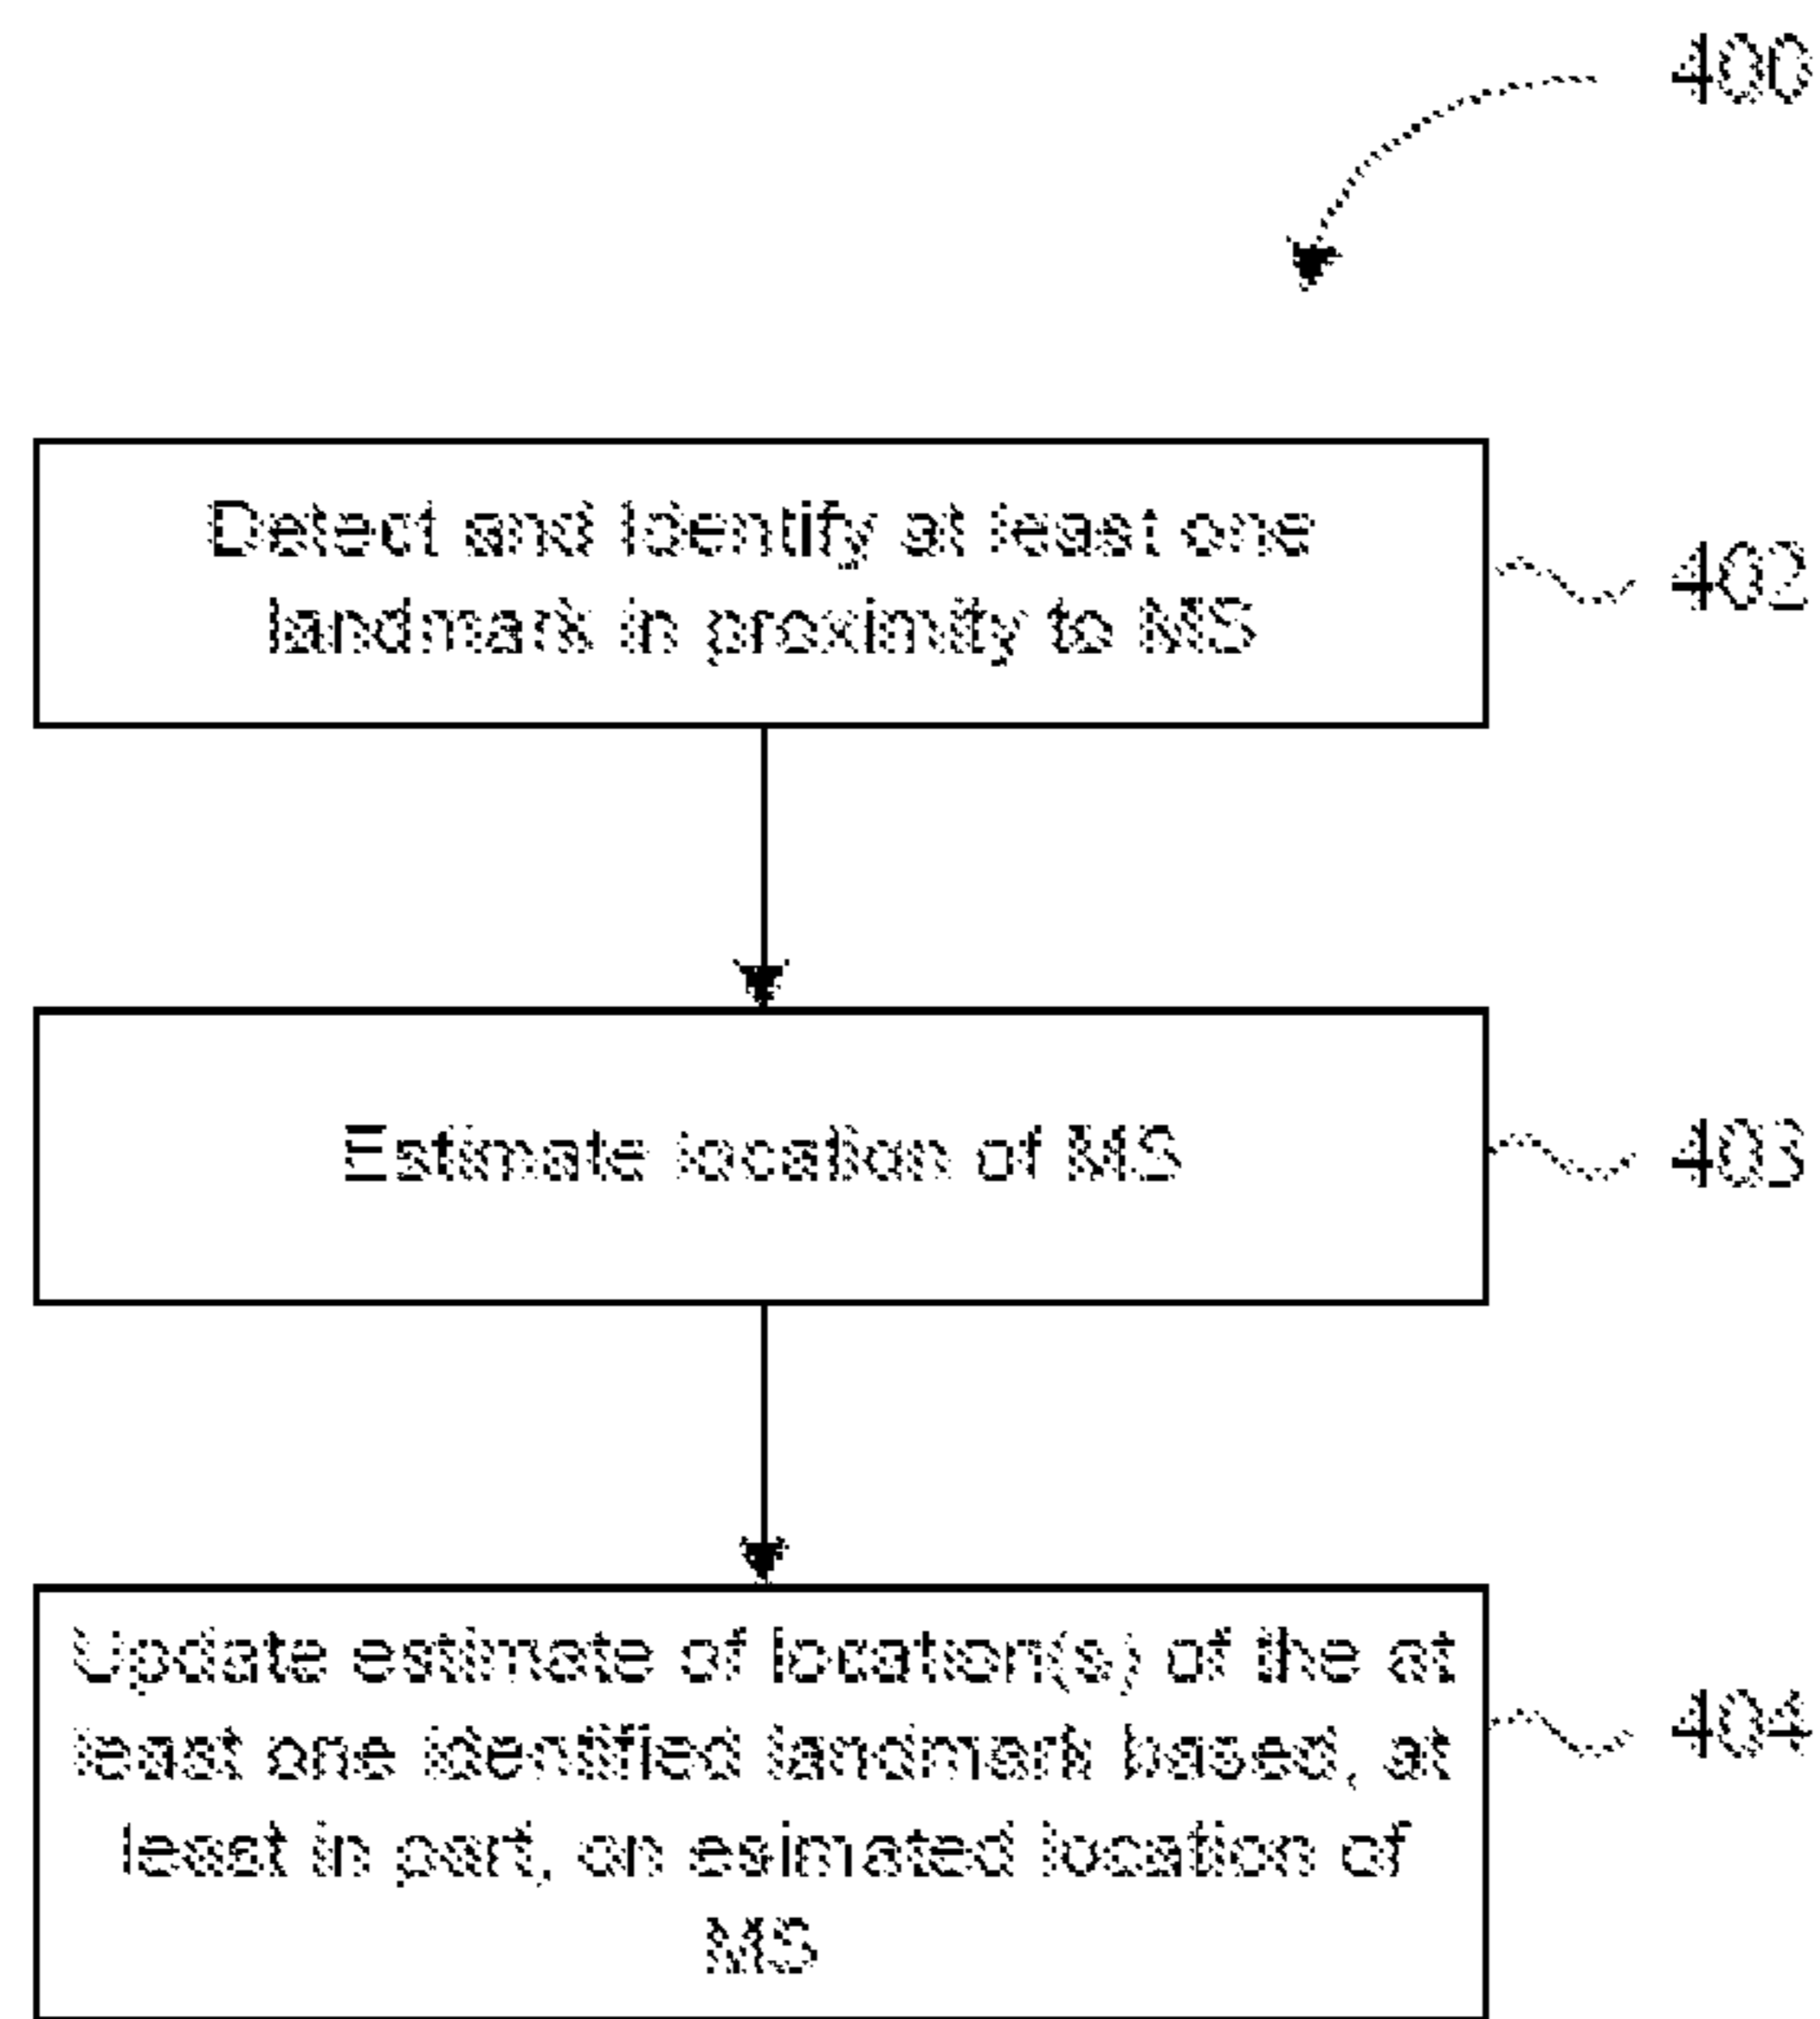 400
Detect and Identify at least one
landmark in proximity to MS
402
Estimate location of MS
403
Update estimate of location(s) of the at
least one identified landmark based, at
least in part, on esimated location of
MS
404